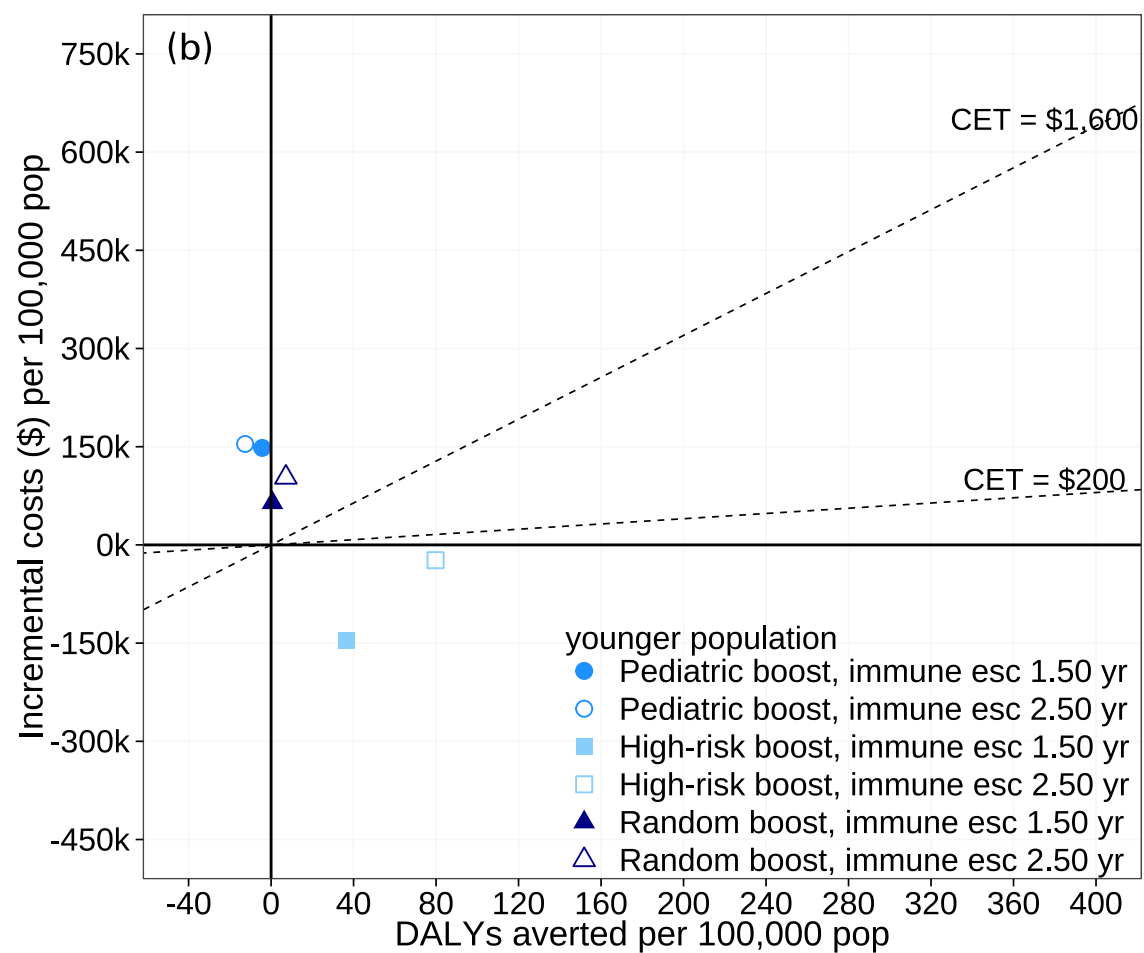 (b)
750k
600k
450k
300k
150k
0k
-150k
-300k
-450k
Incremental costs ($) per 100,000 pop
CET = $1,600
CET = $200
younger population
Pediatric boost, immune esc 1.50 yr
Pediatric boost, immune esc 2.50 yr
High-risk boost, immune esc 1.50 yr
High-risk boost, immune esc 2.50 yr
Random boost, immune esc 1.50 yr
Random boost, immune esc 2.50 yr
-40 0 40 80 120 160 200 240 280 320 360 400
DALYs averted per 100,000 pop